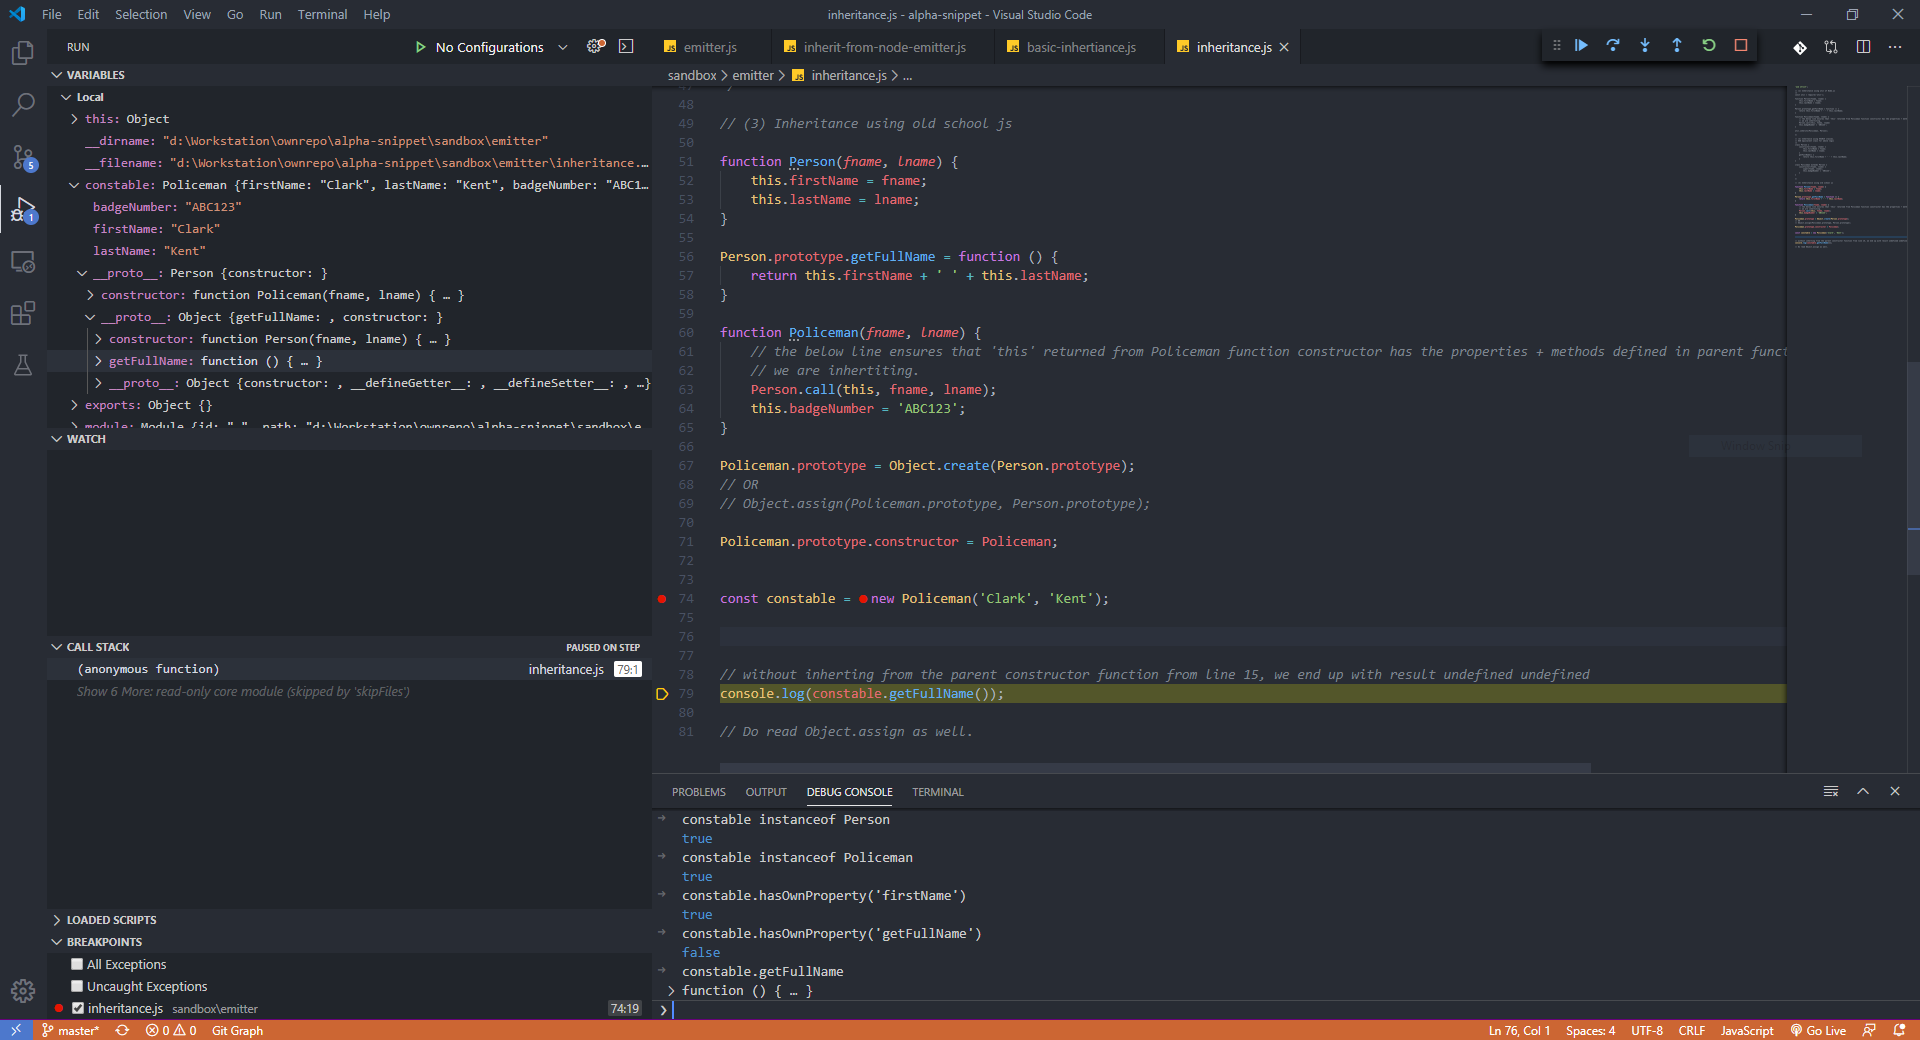 File Edit Selection View Go Run Terminal Help
inheritance.js - alpha-snippet - Visual Studio Code
RUN
No Configurations
emitter.js
inherit-from-node-emitter.js
basic-inhertiance.js
inheritance.js
VARIABLES
Local
this: Object
__dirname: "d:\Workstation\ownrepo\alpha-snippet\sandbox\emitter"
__filename: "d:\Workstation\ownrepo\alpha-snippet\sandbox\emitter\inheritance.…
constable: Policeman {firstName: "Clark", lastName: "Kent", badgeNumber: "ABC1…
badgeNumber: "ABC123"
firstName: "Clark"
lastName: "Kent"
__proto__: Person {constructor: }
constructor: function Policeman(fname, lname) { … }
__proto__: Object {getFullName: , constructor: }
constructor: function Person(fname, lname) { … }
getFullName: function () { … }
__proto__: Object {constructor: , __defineGetter__: , __defineSetter__: , …}
exports: Object {}
module: Module {id: ".", path: "d:\Workstation\ownrepo\alpha-snippet\sandbox\e…
WATCH
CALL STACK
PAUSED ON STEP
(anonymous function)
inheritance.js 79:1
Show 6 More: read-only core module (skipped by 'skipFiles')
LOADED SCRIPTS
BREAKPOINTS
All Exceptions
Uncaught Exceptions
inheritance.js sandbox\emitter 74:19
5
1
sandbox > emitter > inheritance.js > ...
47
48
49 // (3) Inheritance using old school js
50
51 function Person(fname, lname) {
52 this.firstName = fname;
53 this.lastName = lname;
54 }
55
56 Person.prototype.getFullName = function () {
57 return this.firstName + ' ' + this.lastName;
58 }
59
60 function Policeman(fname, lname) {
61 // the below line ensures that 'this' returned from Policeman function constructor has the properties + methods defined in parent funct
62 // we are inhertiting.
63 Person.call(this, fname, lname);
64 this.badgeNumber = 'ABC123';
65 }
66
67 Policeman.prototype = Object.create(Person.prototype);
68 // OR
69 // Object.assign(Policeman.prototype, Person.prototype);
70
71 Policeman.prototype.constructor = Policeman;
72
73
74 const constable = new Policeman('Clark', 'Kent');
75
76
77
78 // without inherting from the parent constructor function from line 15, we end up with result undefined undefined
79 console.log(constable.getFullName());
80
81 // Do read Object.assign as well.
PROBLEMS OUTPUT DEBUG CONSOLE TERMINAL
constable instanceof Person
true
constable instanceof Policeman
true
constable.hasOwnProperty('firstName')
true
constable.hasOwnProperty('getFullName')
false
constable.getFullName
function () { … }
master* 0 0 Git Graph
Ln 76, Col 1 Spaces: 4 UTF-8 CRLF JavaScript Go Live